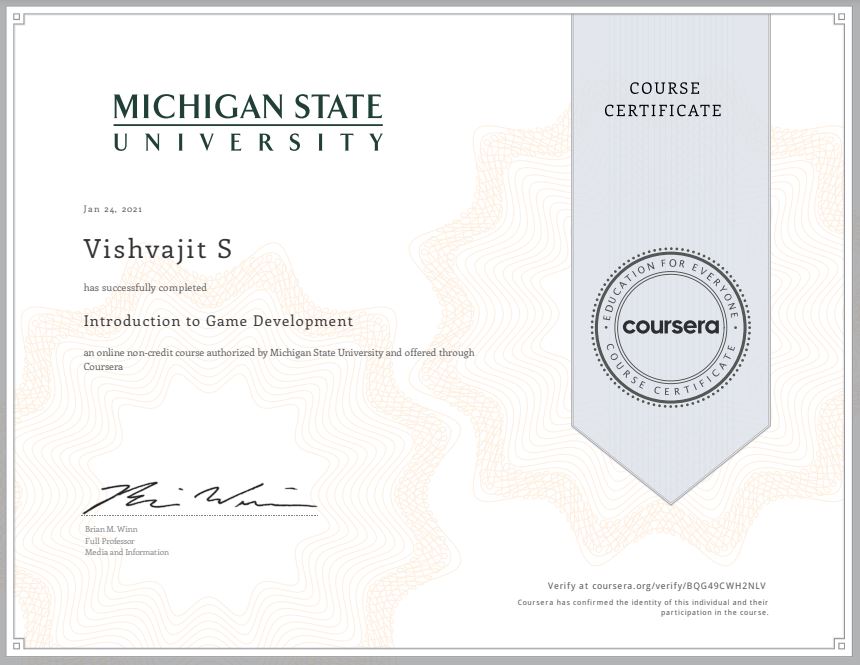 MICHIGAN STATE
UNIVERSITY
COURSE
CERTIFICATE
Jan 24, 2021
Vishvajit S
has successfully completed
Introduction to Game Development
an online non-credit course authorized by Michigan State University and offered through
Coursera
EDUCATION FOR EVERYONE
coursera
COURSE CERTIFICATE
Brian M. Winn
Full Professor
Media and Information
Verify at coursera.org/verify/BQG49CWH2NLV
Coursera has confirmed the identity of this individual and their
participation in the course.